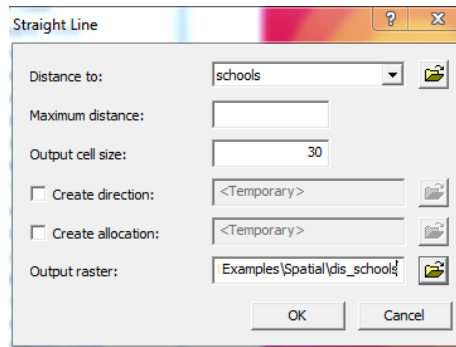 Straight Line
Distance to: schools
Maximum distance:
Output cell size: 30
Create direction: <Temporary>
Create allocation: <Temporary>
Output raster: Examples\Spatial\dis_schools
OK Cancel